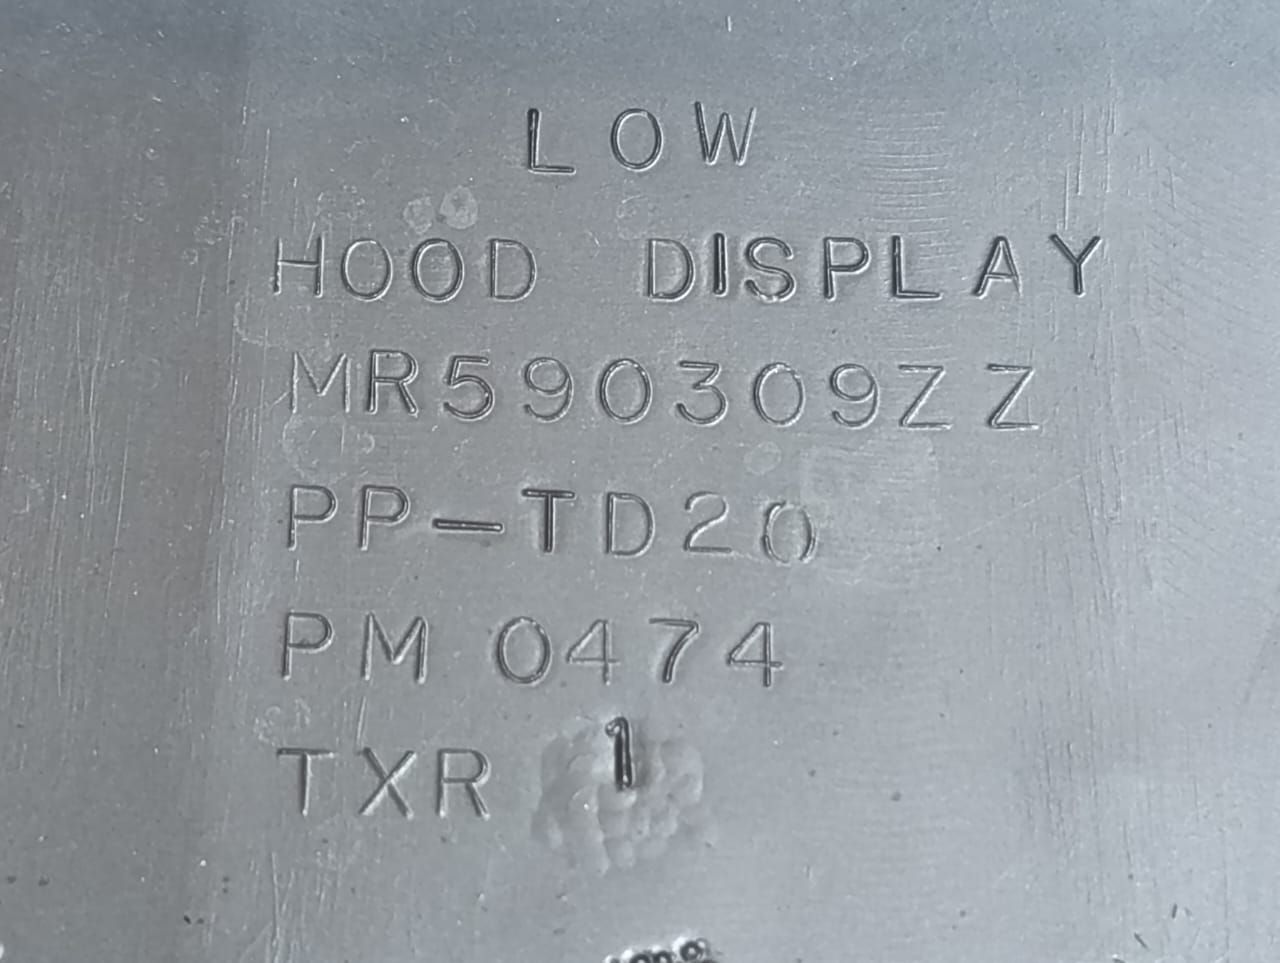 LOW
HOOD DISPLAY
MR590309ZZ
PP-TD20
PM 0474
TXR 1